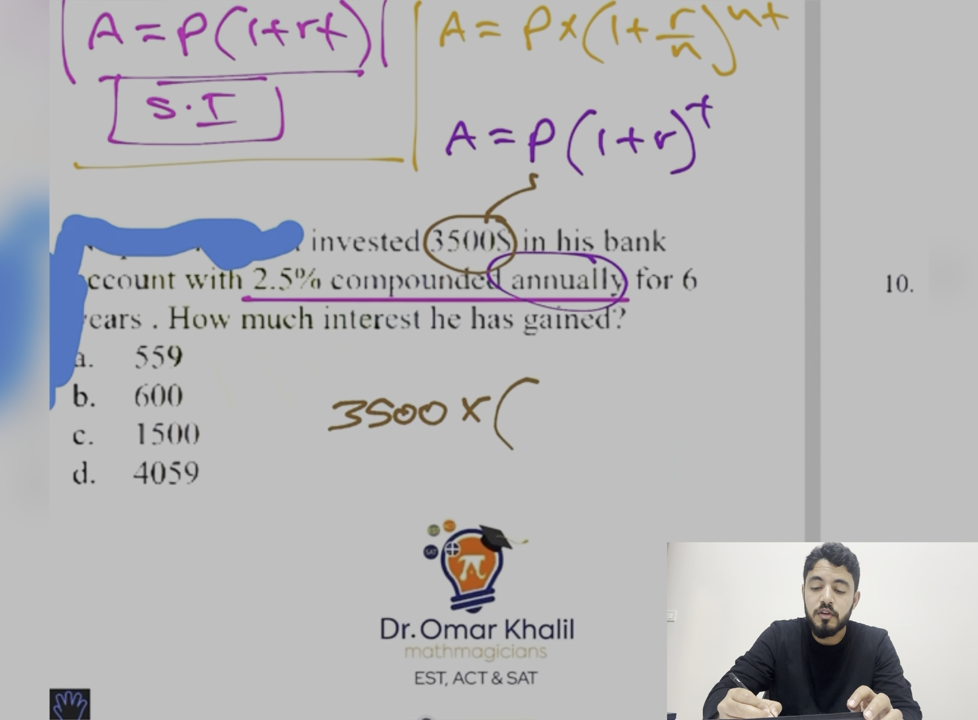 A = P(1+rt)
S.I
A = P×(1+r/n)^nt
A = P(1+r)^t
invested 3500$ in his bank
ccount with 2.5% compounded annually for 6
ears . How much interest he has gained?
a. 559
b. 600
c. 1500
d. 4059
3500 × (
10.
SAT
π
Dr.Omar Khalil
mathmagicians
EST, ACT & SAT